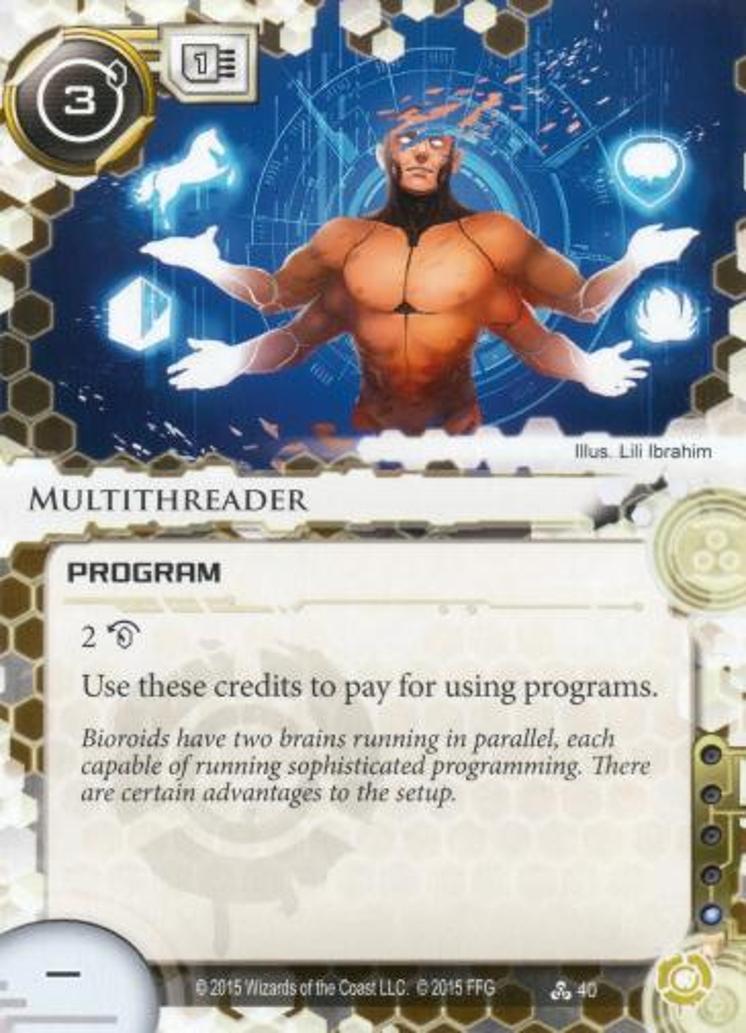 3
1
Illus. Lili Ibrahim
MULTITHREADER
PROGRAM
2
Use these credits to pay for using programs.
Bioroids have two brains running in parallel, each
capable of running sophisticated programming. There
are certain advantages to the setup.
–
© 2015 Wizards of the Coast LLC. © 2015 FFG
40